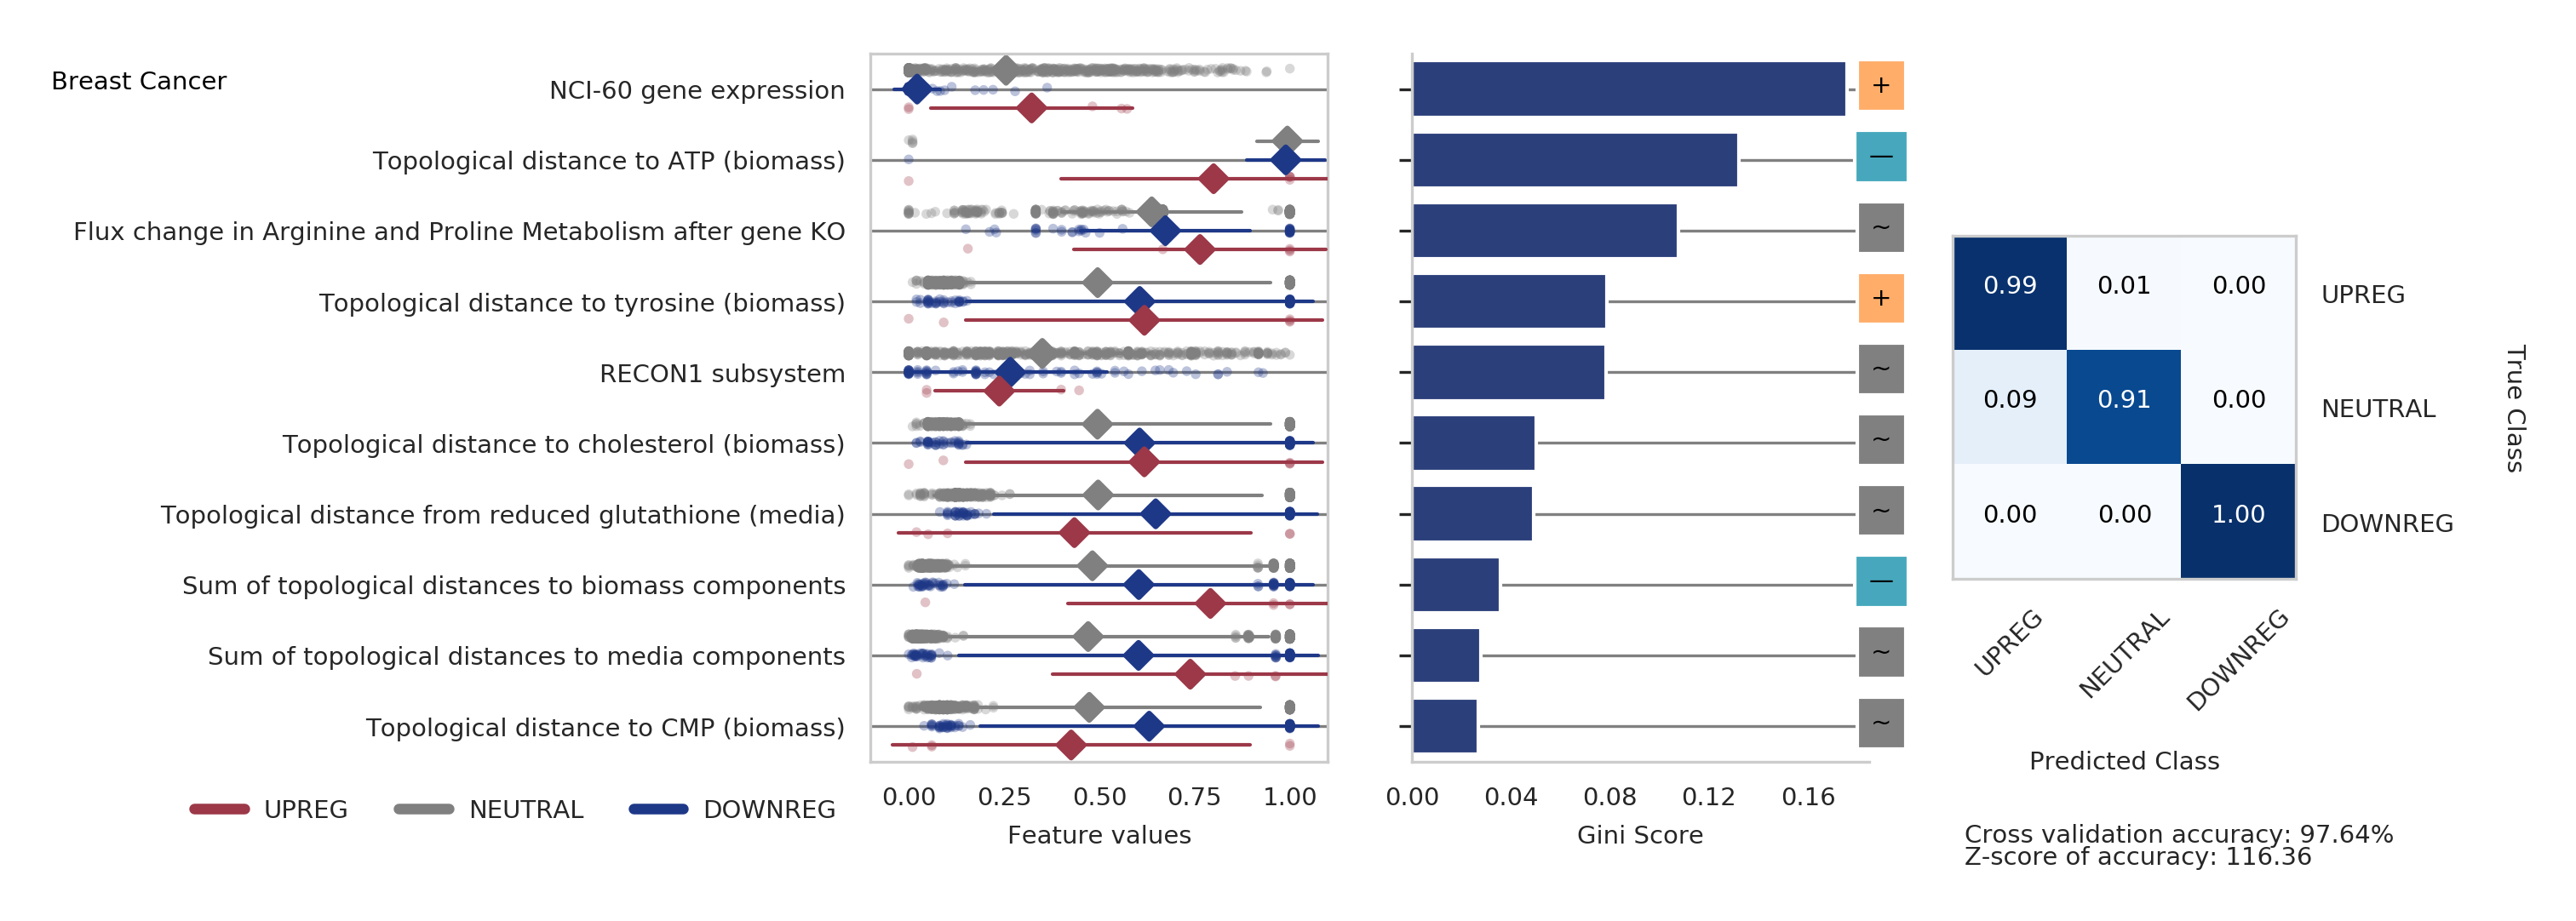 Breast Cancer
NCI-60 gene expression
Topological distance to ATP (biomass)
Flux change in Arginine and Proline Metabolism after gene KO
Topological distance to tyrosine (biomass)
RECON1 subsystem
Topological distance to cholesterol (biomass)
Topological distance from reduced glutathione (media)
Sum of topological distances to biomass components
Sum of topological distances to media components
Topological distance to CMP (biomass)
UPREG NEUTRAL DOWNREG
0.00 0.25 0.50 0.75 1.00
Feature values
+
—
~
+
~
~
~
—
~
~
0.00 0.04 0.08 0.12 0.16
Gini Score
0.99 0.01 0.00 UPREG
0.09 0.91 0.00 NEUTRAL
0.00 0.00 1.00 DOWNREG
True Class
UPREG NEUTRAL DOWNREG
Predicted Class
Cross validation accuracy: 97.64%
Z-score of accuracy: 116.36